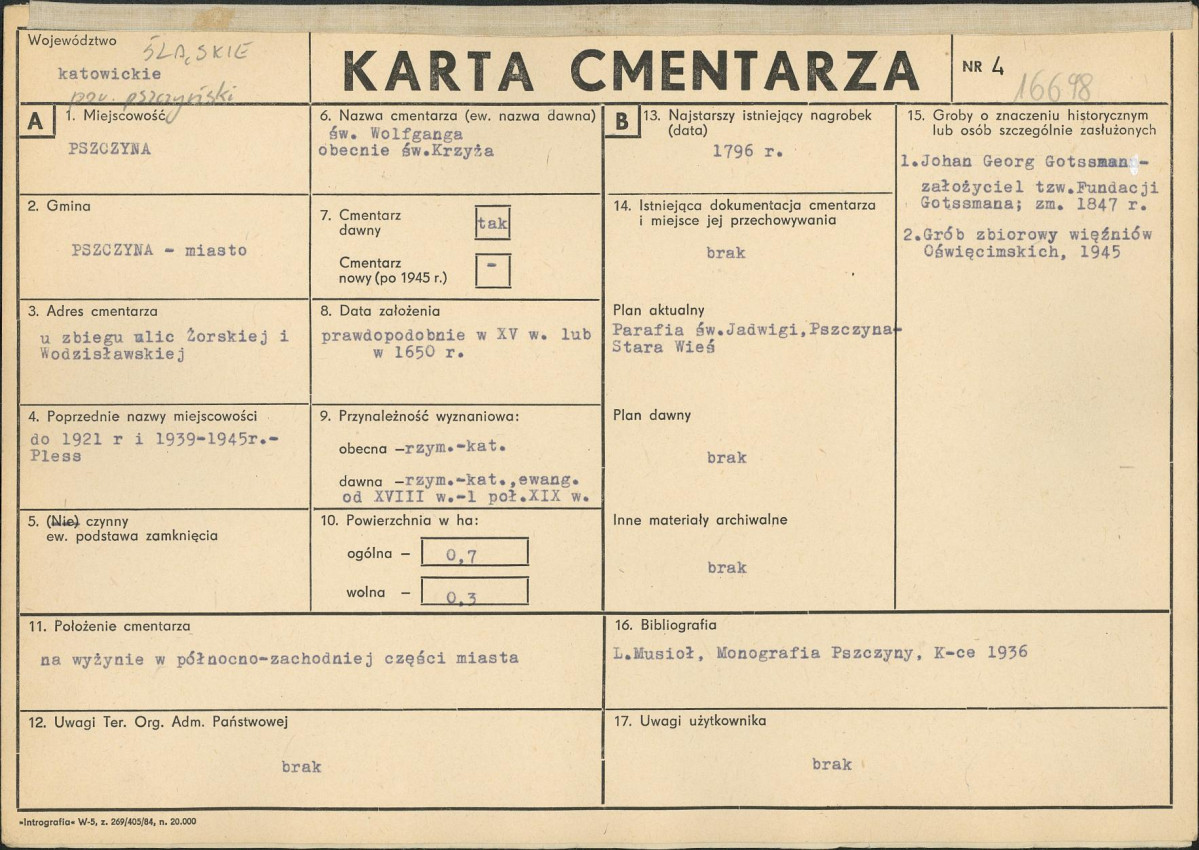 Województwo ŚLĄSKIE
katowickie
pow. pszczyński
KARTA CMENTARZA
NR 4
16698
A
1. Miejscowość
PSZCZYNA
2. Gmina
PSZCZYNA - miasto
3. Adres cmentarza
u zbiegu ulic Żorskiej i
Wodzisławskiej
4. Poprzednie nazwy miejscowości
do 1921 r i 1939-1945r.-
Pless
5. (Nie) czynny
ew. podstawa zamknięcia
6. Nazwa cmentarza (ew. nazwa dawna)
św. Wolfganga
obecnie św.Krzyża
7. Cmentarz
dawny
tak
Cmentarz
nowy (po 1945 r.)
-
8. Data założenia
prawdopodobnie w XV w. lub
w 1650 r.
9. Przynależność wyznaniowa:
obecna -rzym.-kat.
dawna -rzym.-kat.,ewang.
od XVIII w.-1 poł.XIX w.
10. Powierzchnia w ha:
ogólna - 0,7
wolna - 0,3
B
13. Najstarszy istniejący nagrobek
(data)
1796 r.
14. Istniejąca dokumentacja cmentarza
i miejsce jej przechowywania
brak
Plan aktualny
Parafia św.Jadwigi,Pszczyna-
Stara Wieś
Plan dawny
brak
Inne materiały archiwalne
brak
15. Groby o znaczeniu historycznym
lub osób szczególnie zasłużonych
1.Johan Georg Gotssman-
założyciel tzw.Fundacji
Gotssmana; zm. 1847 r.
2.Grób zbiorowy więźniów
Oświęcimskich, 1945
11. Położenie cmentarza
na wyżynie w północno-zachodniej części miasta
12. Uwagi Ter. Org. Adm. Państwowej
brak
16. Bibliografia
L.Musioł, Monografia Pszczyny, K-ce 1936
17. Uwagi użytkownika
brak
«Intrografia» W-5, z. 269/405/84, n. 20.000